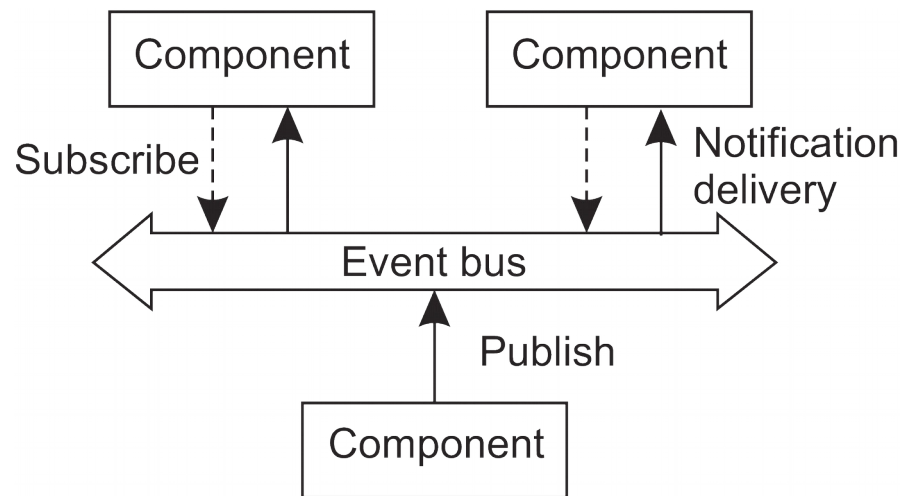 Component
Component
Subscribe
Notification
delivery
Event bus
Publish
Component